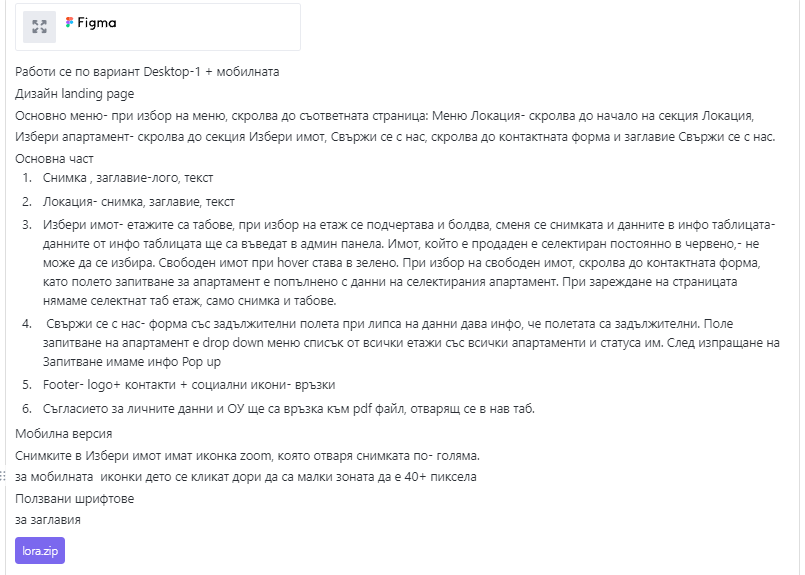 Figma
Работи се по вариант Desktop-1 + мобилната
Дизайн landing page
Основно меню- при избор на меню, скролва до съответната страница: Меню Локация- скролва до начало на секция Локация,
Избери апартамент- скролва до секция Избери имот, Свържи се с нас, скролва до контактната форма и заглавие Свържи се с нас.
Основна част
1. Снимка , заглавие-лого, текст
2. Локация- снимка, заглавие, текст
3. Избери имот- етажите са табове, при избор на етаж се подчертава и болдва, сменя се снимката и данните в инфо таблицата-
данните от инфо таблицата ще са въведат в админ панела. Имот, който е продаден е селектиран постоянно в червено,- не
може да се избира. Свободен имот при hover става в зелено. При избор на свободен имот, скролва до контактната форма,
като полето запитване за апартамент е попълнено с данни на селектирания апартамент. При зареждане на страницата
нямаме селектнат таб етаж, само снимка и табове.
4. Свържи се с нас- форма със задължителни полета при липса на данни дава инфо, че полетата са задължителни. Поле
запитване на апартамент е drop down меню списък от всички етажи със всички апартаменти и статуса им. След изпращане на
Запитване имаме инфо Pop up
5. Footer- logo+ контакти + социални икони- връзки
6. Съгласието за личните данни и ОУ ще са връзка към pdf файл, отварящ се в нав таб.
Мобилна версия
Снимките в Избери имот имат иконка zoom, която отваря снимката по- голяма.
за мобилната иконки дето се кликат дори да са малки зоната да е 40+ пиксела
Ползвани шрифтове
за заглавия
lora.zip